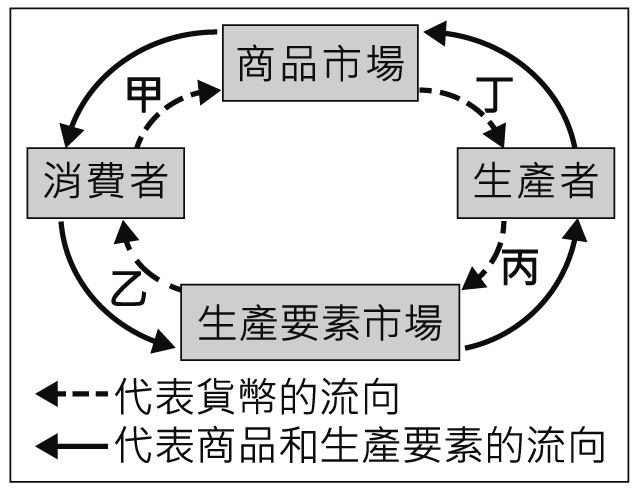 商品市場
甲
丁
消費者
生產者
乙
丙
生產要素市場
代表貨幣的流向
代表商品和生產要素的流向